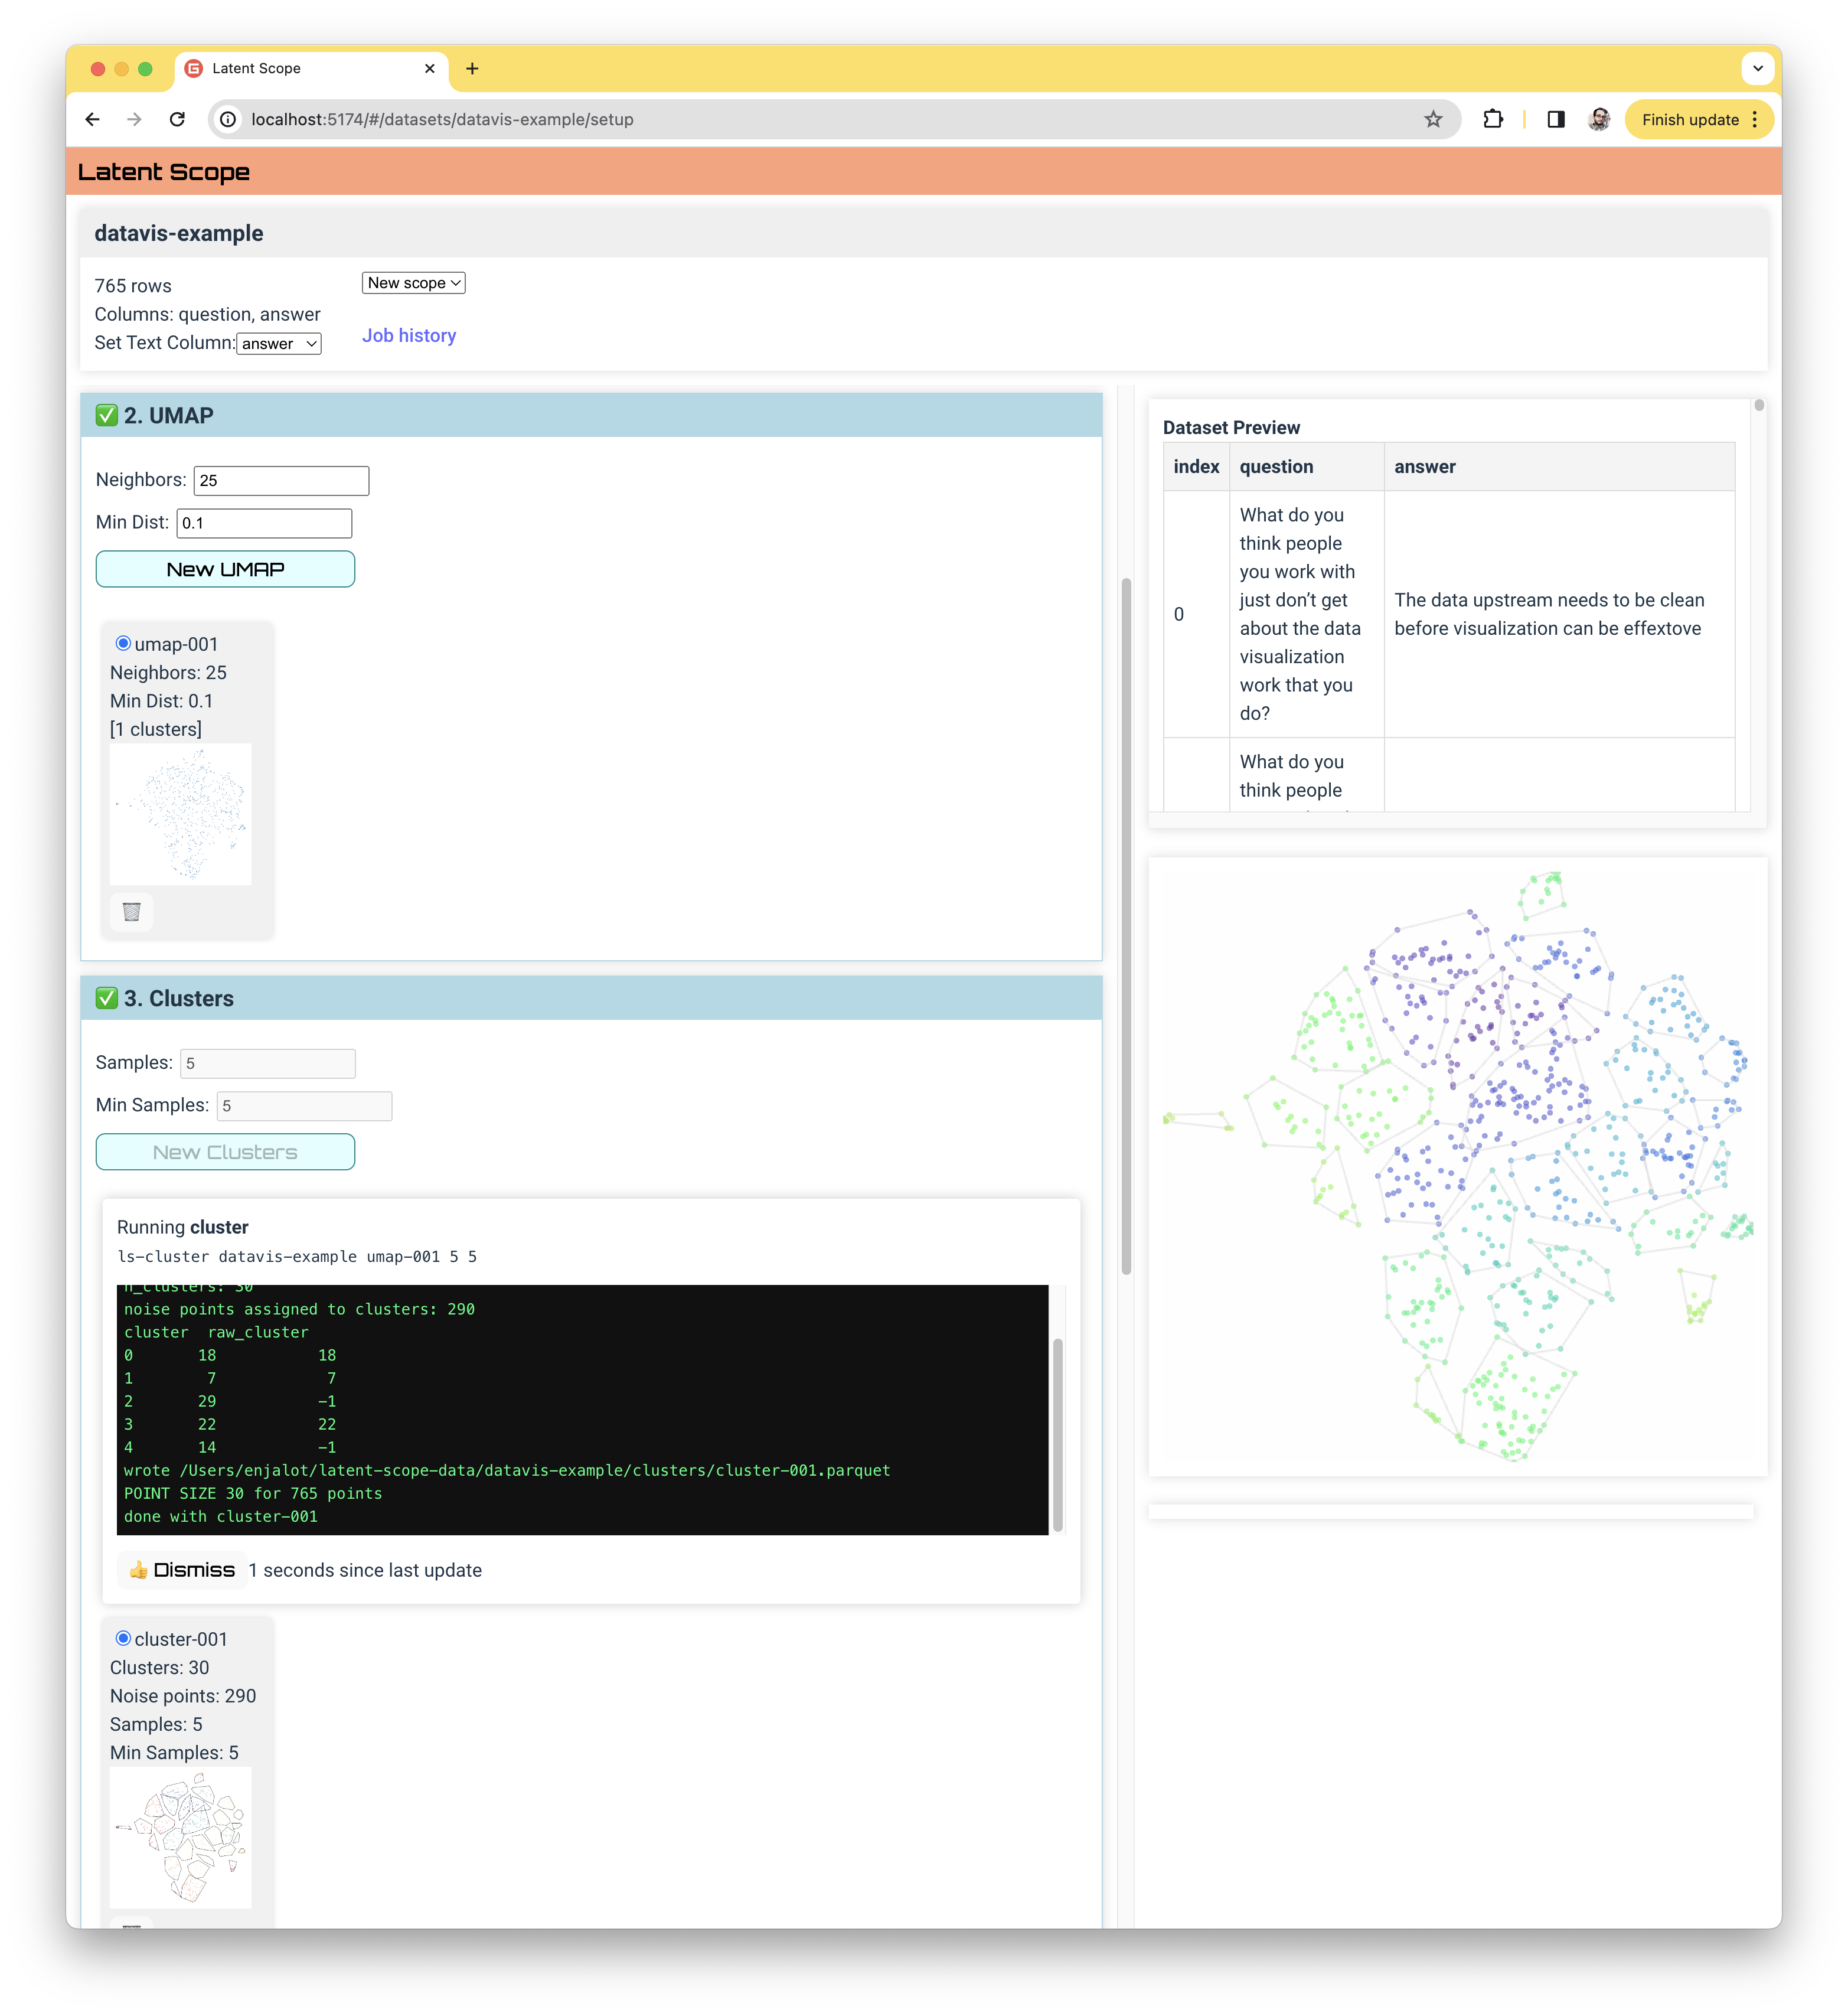 Latent Scope
localhost:5174/#/datasets/datavis-example/setup
Finish update
Latent Scope
datavis-example
765 rows
New scope
Columns: question, answer
Job history
Set Text Column: answer
✅ 2. UMAP
Neighbors: 25
Min Dist: 0.1
New UMAP
umap-001
Neighbors: 25
Min Dist: 0.1
[1 clusters]
✅ 3. Clusters
Samples: 5
Min Samples: 5
New Clusters
Running cluster
ls-cluster datavis-example umap-001 5 5
n_clusters: 30
noise points assigned to clusters: 290
cluster raw_cluster
0 18 18
1 7 7
2 29 -1
3 22 22
4 14 -1
wrote /Users/enjalot/latent-scope-data/datavis-example/clusters/cluster-001.parquet
POINT SIZE 30 for 765 points
done with cluster-001
👍 Dismiss 1 seconds since last update
cluster-001
Clusters: 30
Noise points: 290
Samples: 5
Min Samples: 5
Dataset Preview
index question answer
0
What do you
think people
you work with
just don’t get
about the data
visualization
work that you
do?
The data upstream needs to be clean
before visualization can be effextove
What do you
think people